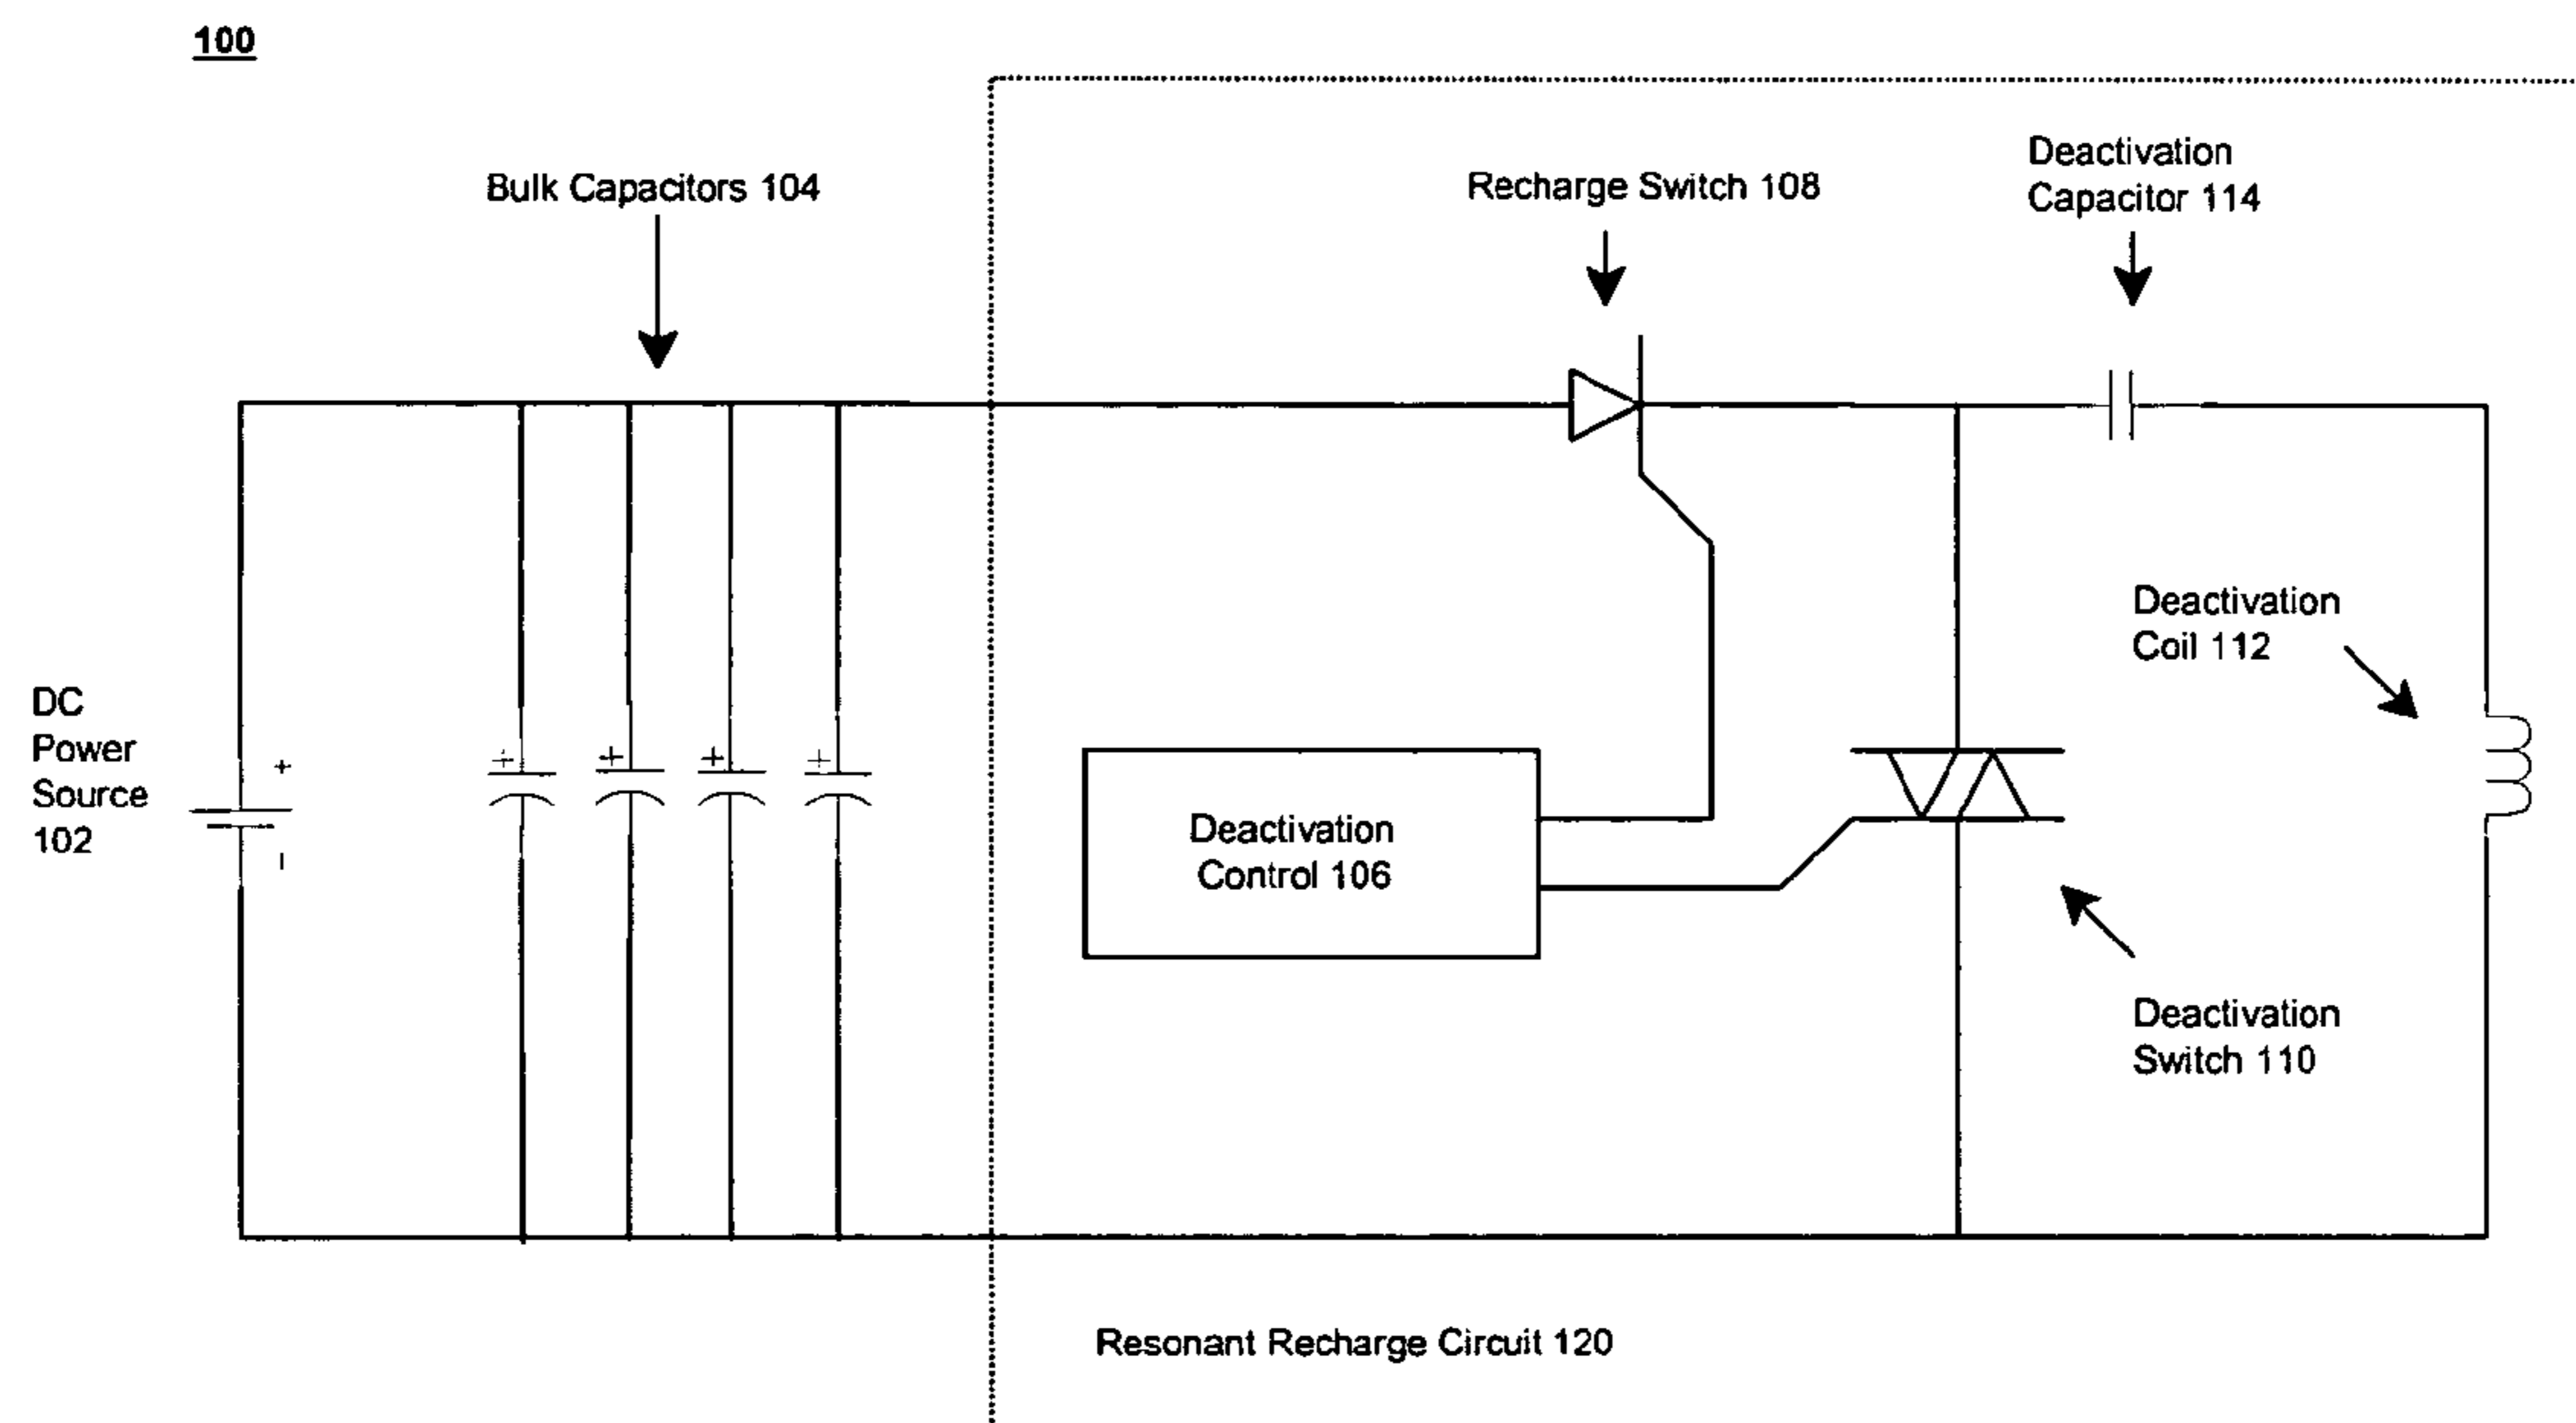 100
Bulk Capacitors 104
Recharge Switch 108
Deactivation
Capacitor 114
DC
Power
Source
102
+
−
+
+
+
+
Deactivation
Control 106
Deactivation
Coil 112
Deactivation
Switch 110
Resonant Recharge Circuit 120